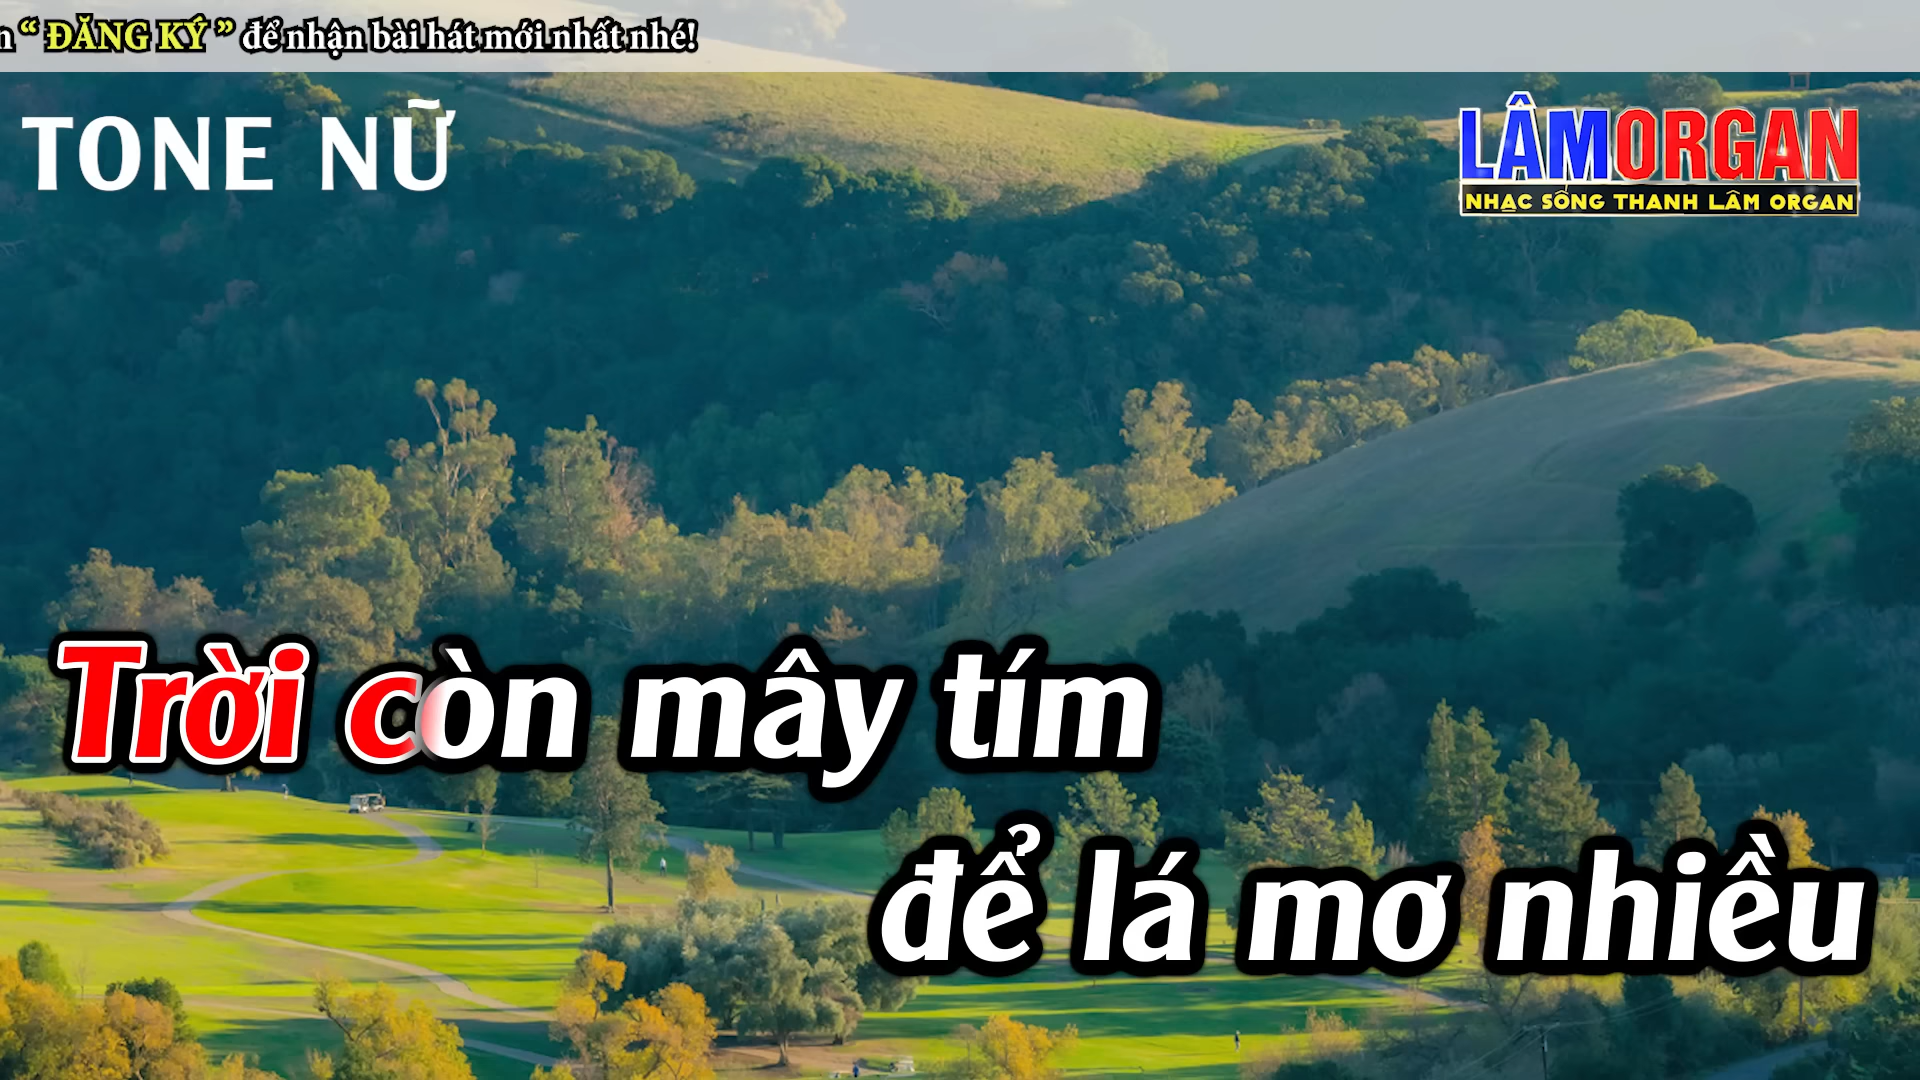 “ ĐĂNG KÝ ” để nhận bài hát mới nhất nhé!
TONE NỮ
LÂMORGAN
NHẠC SỐNG THANH LÂM ORGAN
Trời còn mây tím
để lá mơ nhiều